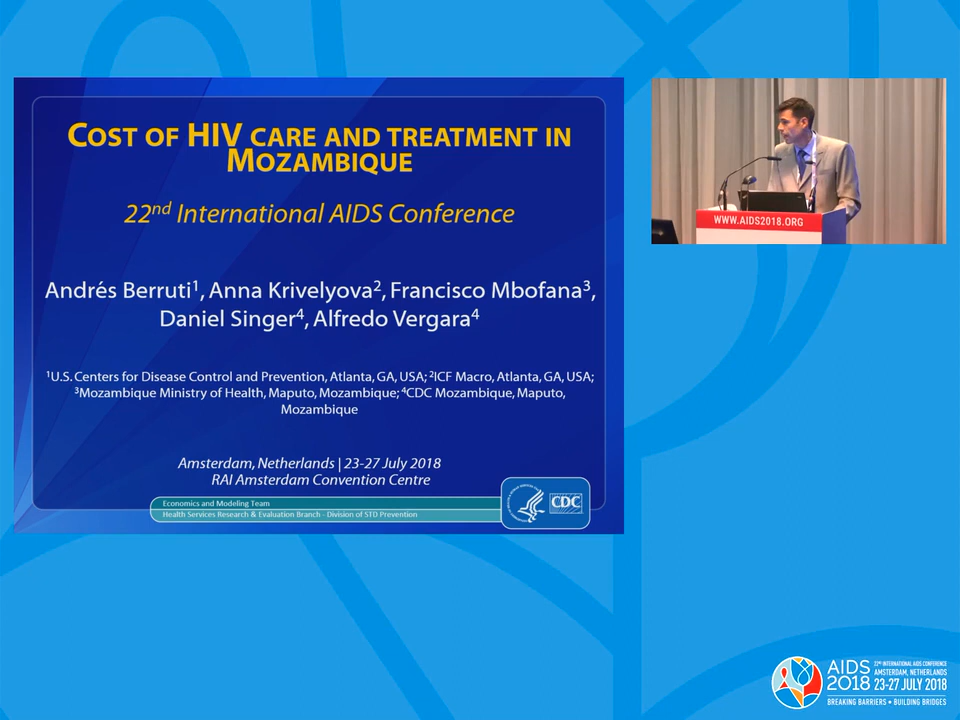 COST OF HIV CARE AND TREATMENT IN
MOZAMBIQUE
22nd International AIDS Conference
Andrés Berruti1, Anna Krivelyova2, Francisco Mbofana3,
Daniel Singer4, Alfredo Vergara4
1U.S. Centers for Disease Control and Prevention, Atlanta, GA, USA; 2ICF Macro, Atlanta, GA, USA;
3Mozambique Ministry of Health, Maputo, Mozambique; 4CDC Mozambique, Maputo,
Mozambique
Amsterdam, Netherlands | 23-27 July 2018
RAI Amsterdam Convention Centre
Economics and Modeling Team
Health Services Research & Evaluation Branch - Division of STD Prevention
CDC
WWW.AIDS2018.ORG
AIDS
2018
22ND INTERNATIONAL AIDS CONFERENCE
AMSTERDAM, NETHERLANDS
23-27 JULY 2018
BREAKING BARRIERS • BUILDING BRIDGES